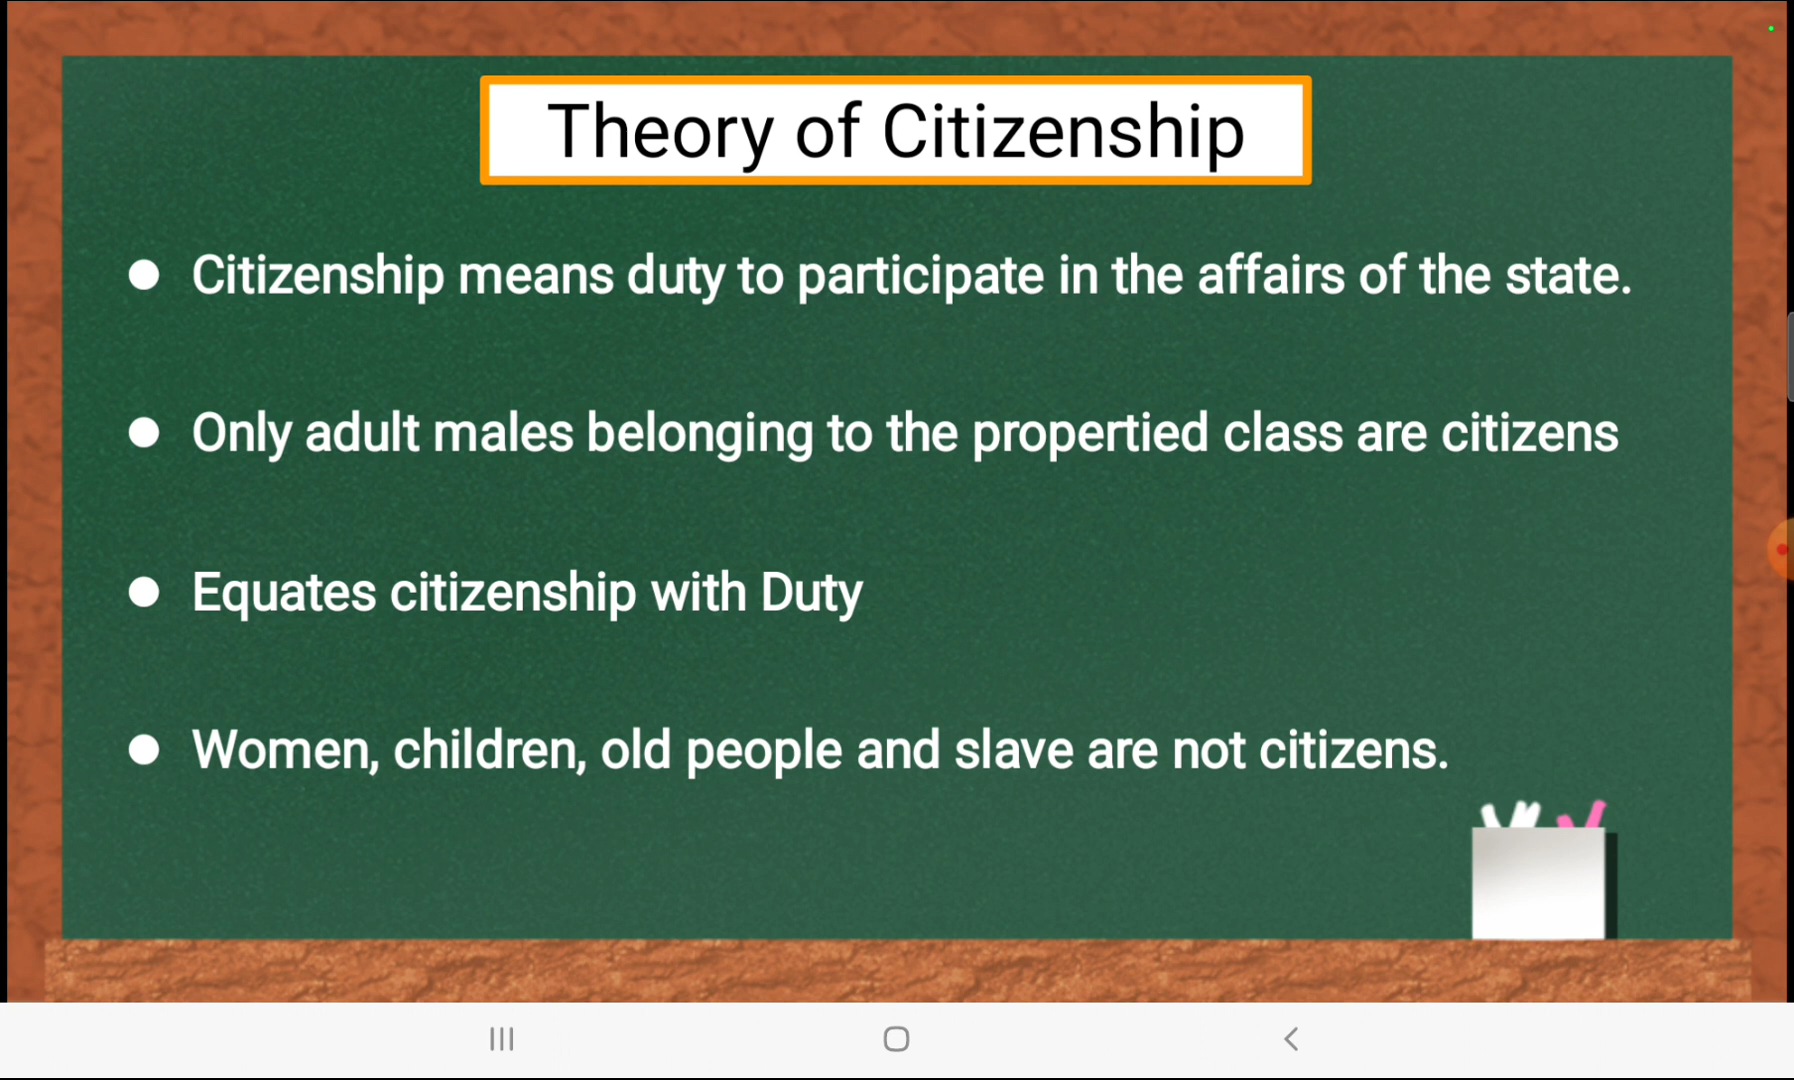 Theory of Citizenship
● Citizenship means duty to participate in the affairs of the state.
● Only adult males belonging to the propertied class are citizens
● Equates citizenship with Duty
● Women, children, old people and slave are not citizens.